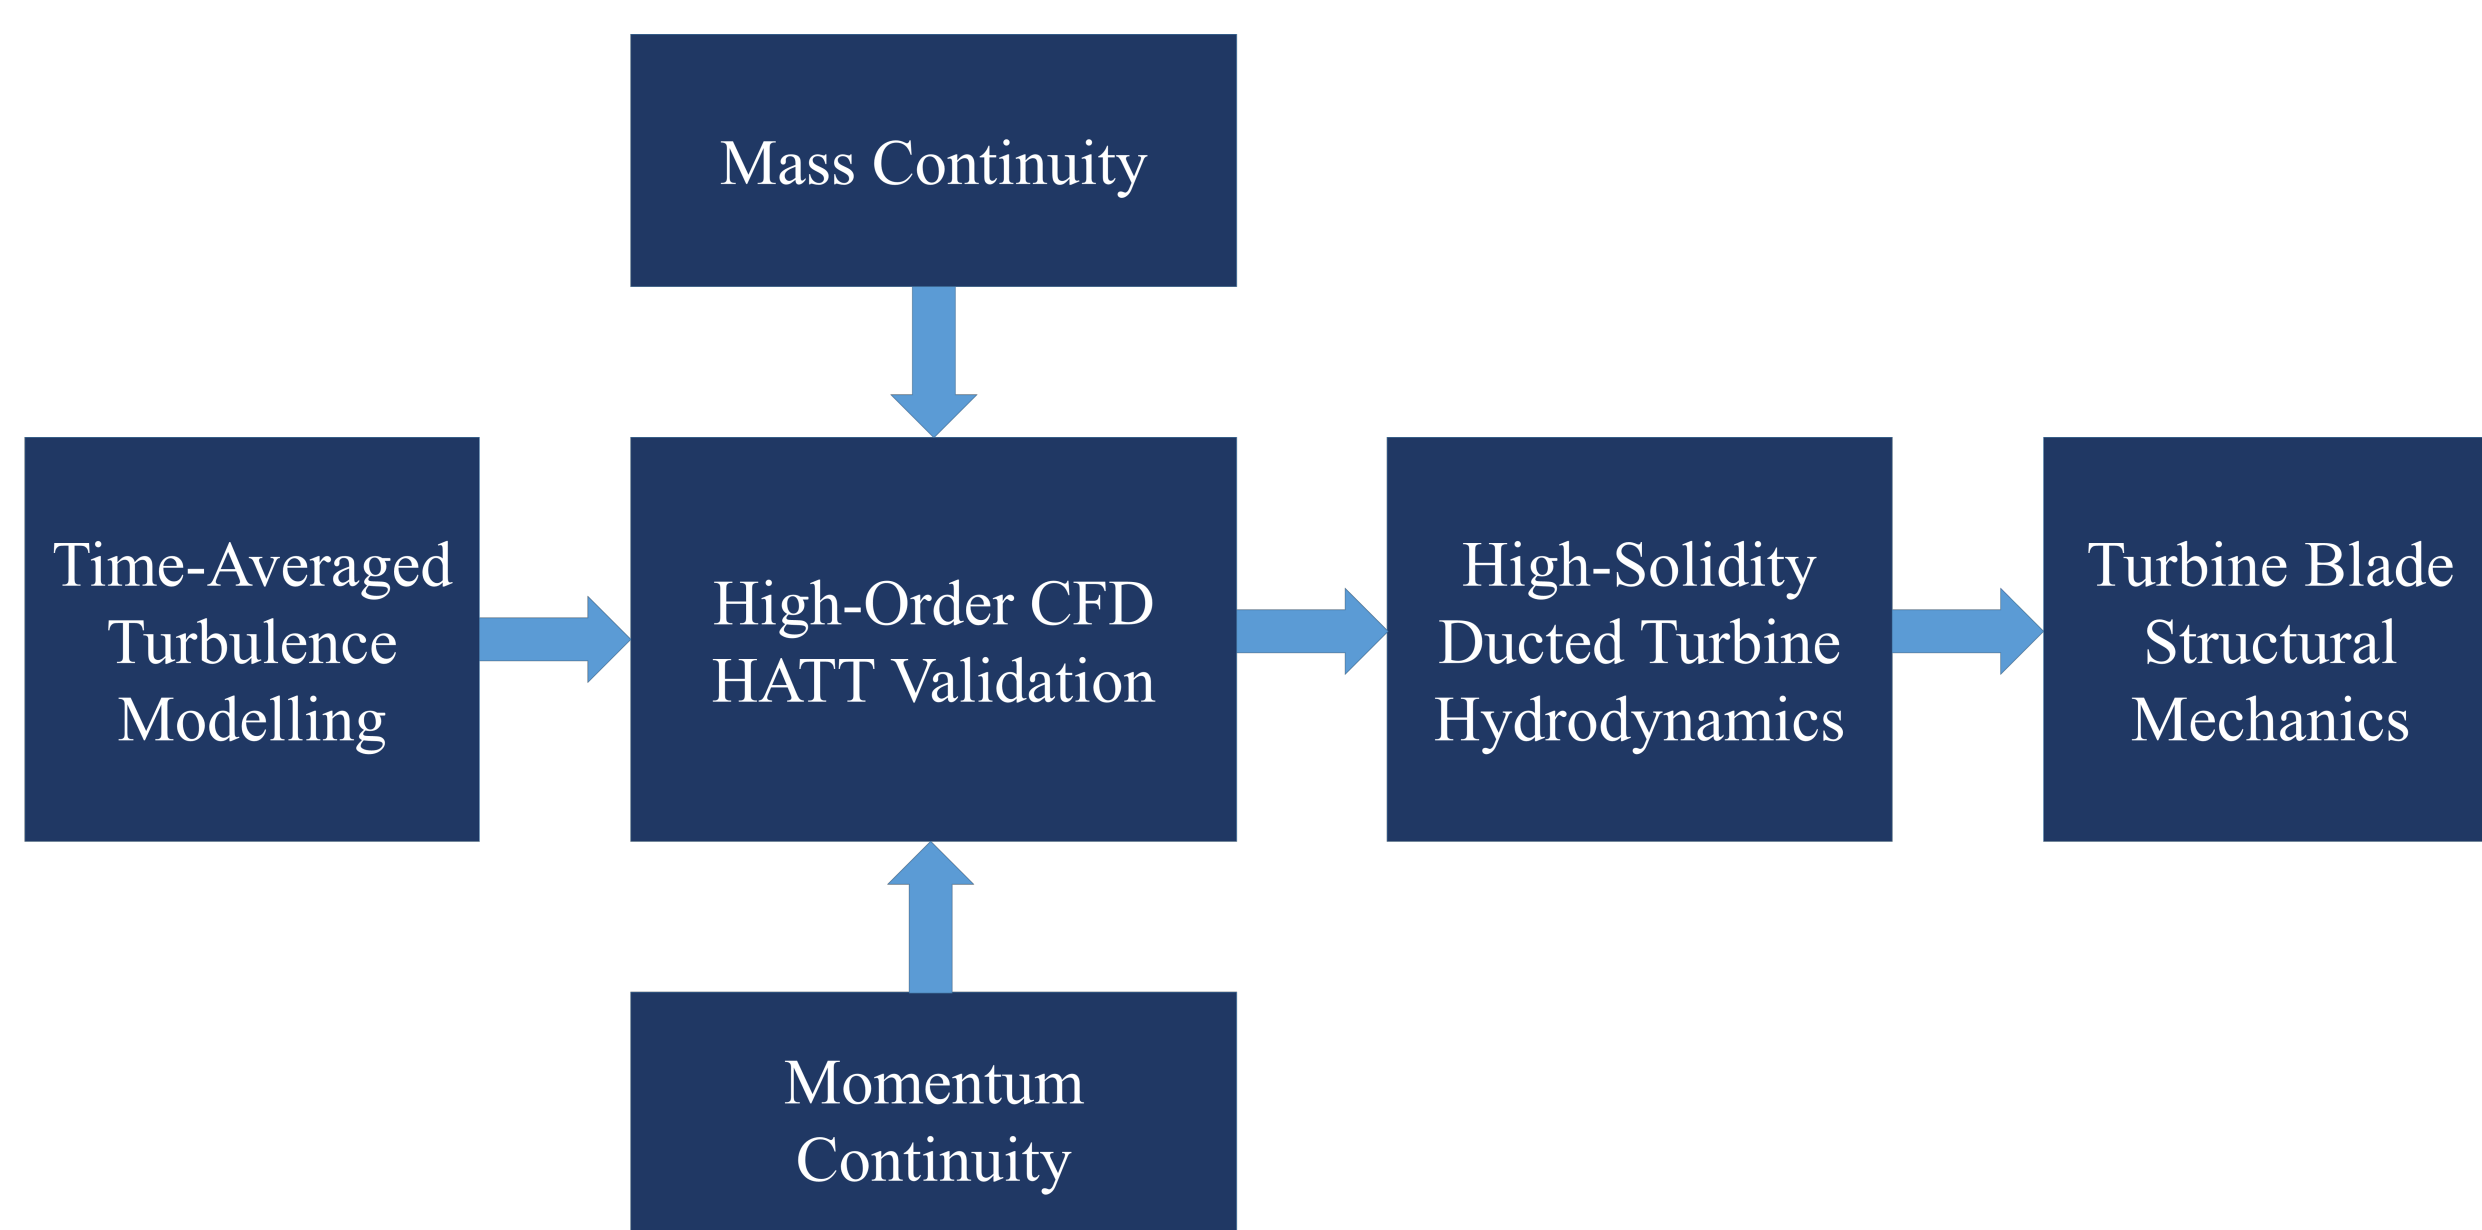 Mass Continuity
Time-Averaged
Turbulence
Modelling
High-Order CFD
HATT Validation
High-Solidity
Ducted Turbine
Hydrodynamics
Turbine Blade
Structural
Mechanics
Momentum
Continuity